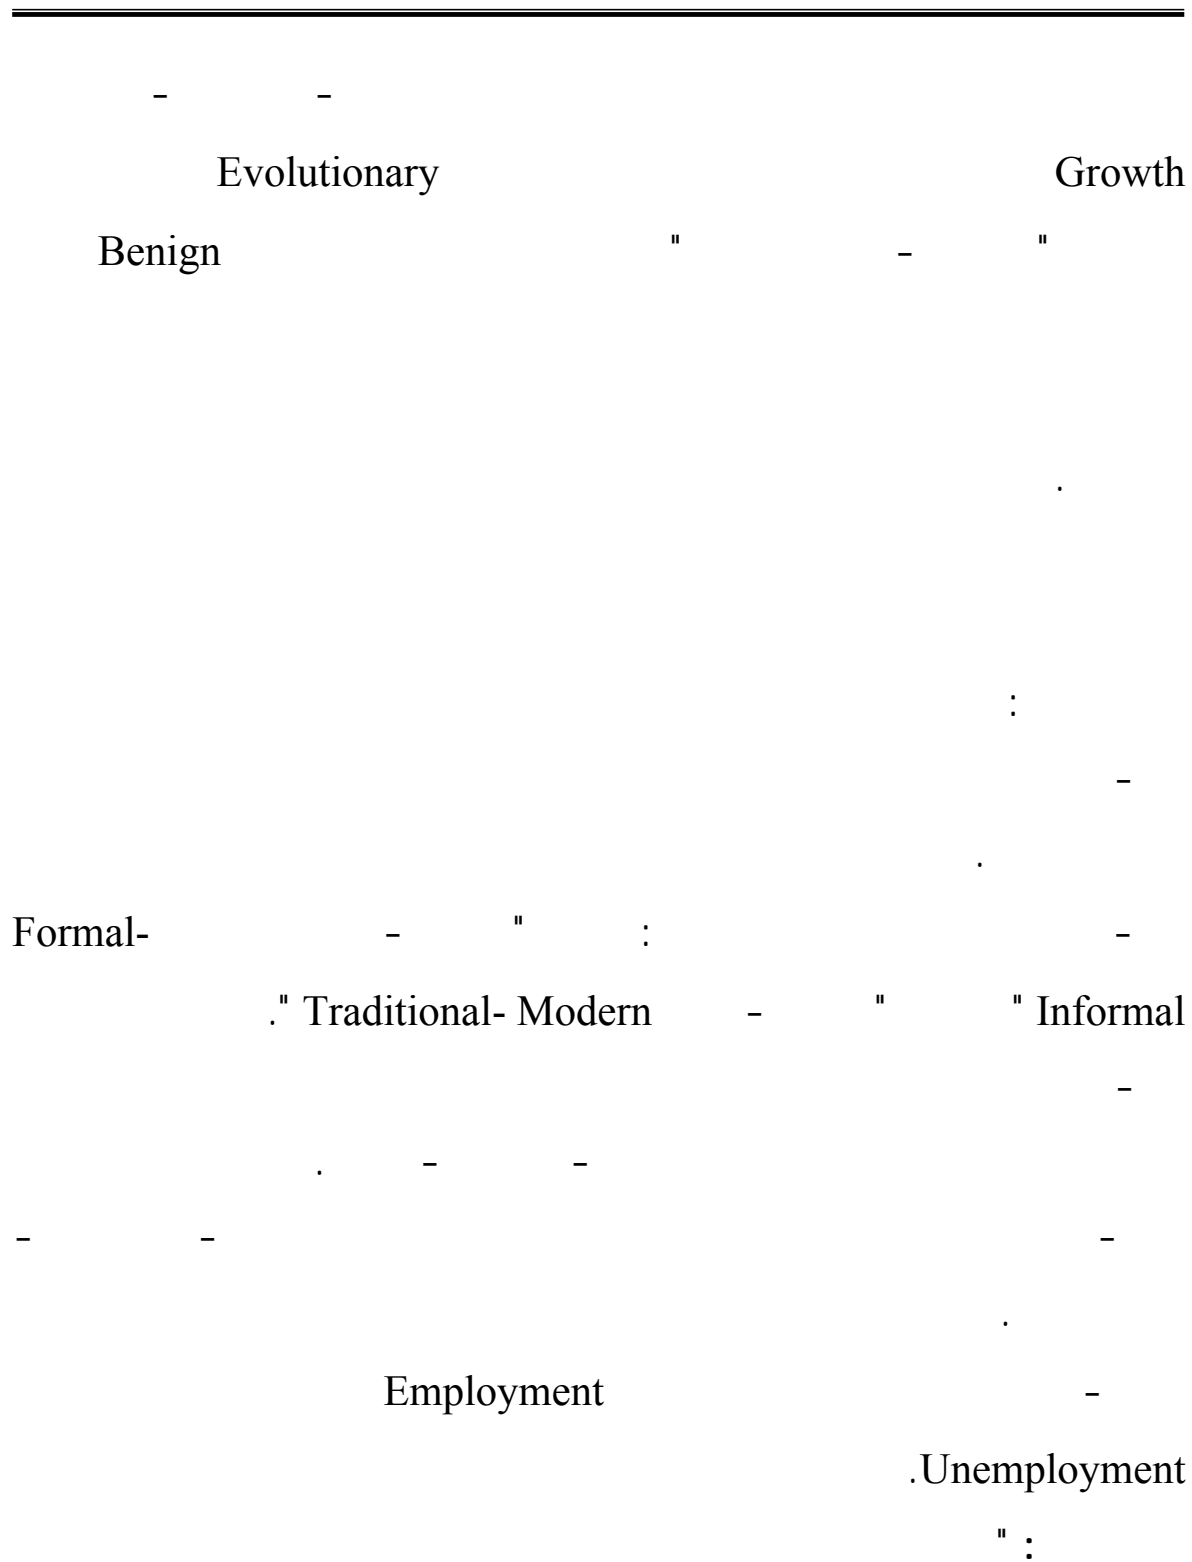 – –
Growth Evolutionary
" – " Benign
.
:
–
.
– : " – Formal-
Informal " " – Traditional- Modern ".
–
– – .
– – –
.
– Employment
Unemployment.
: "